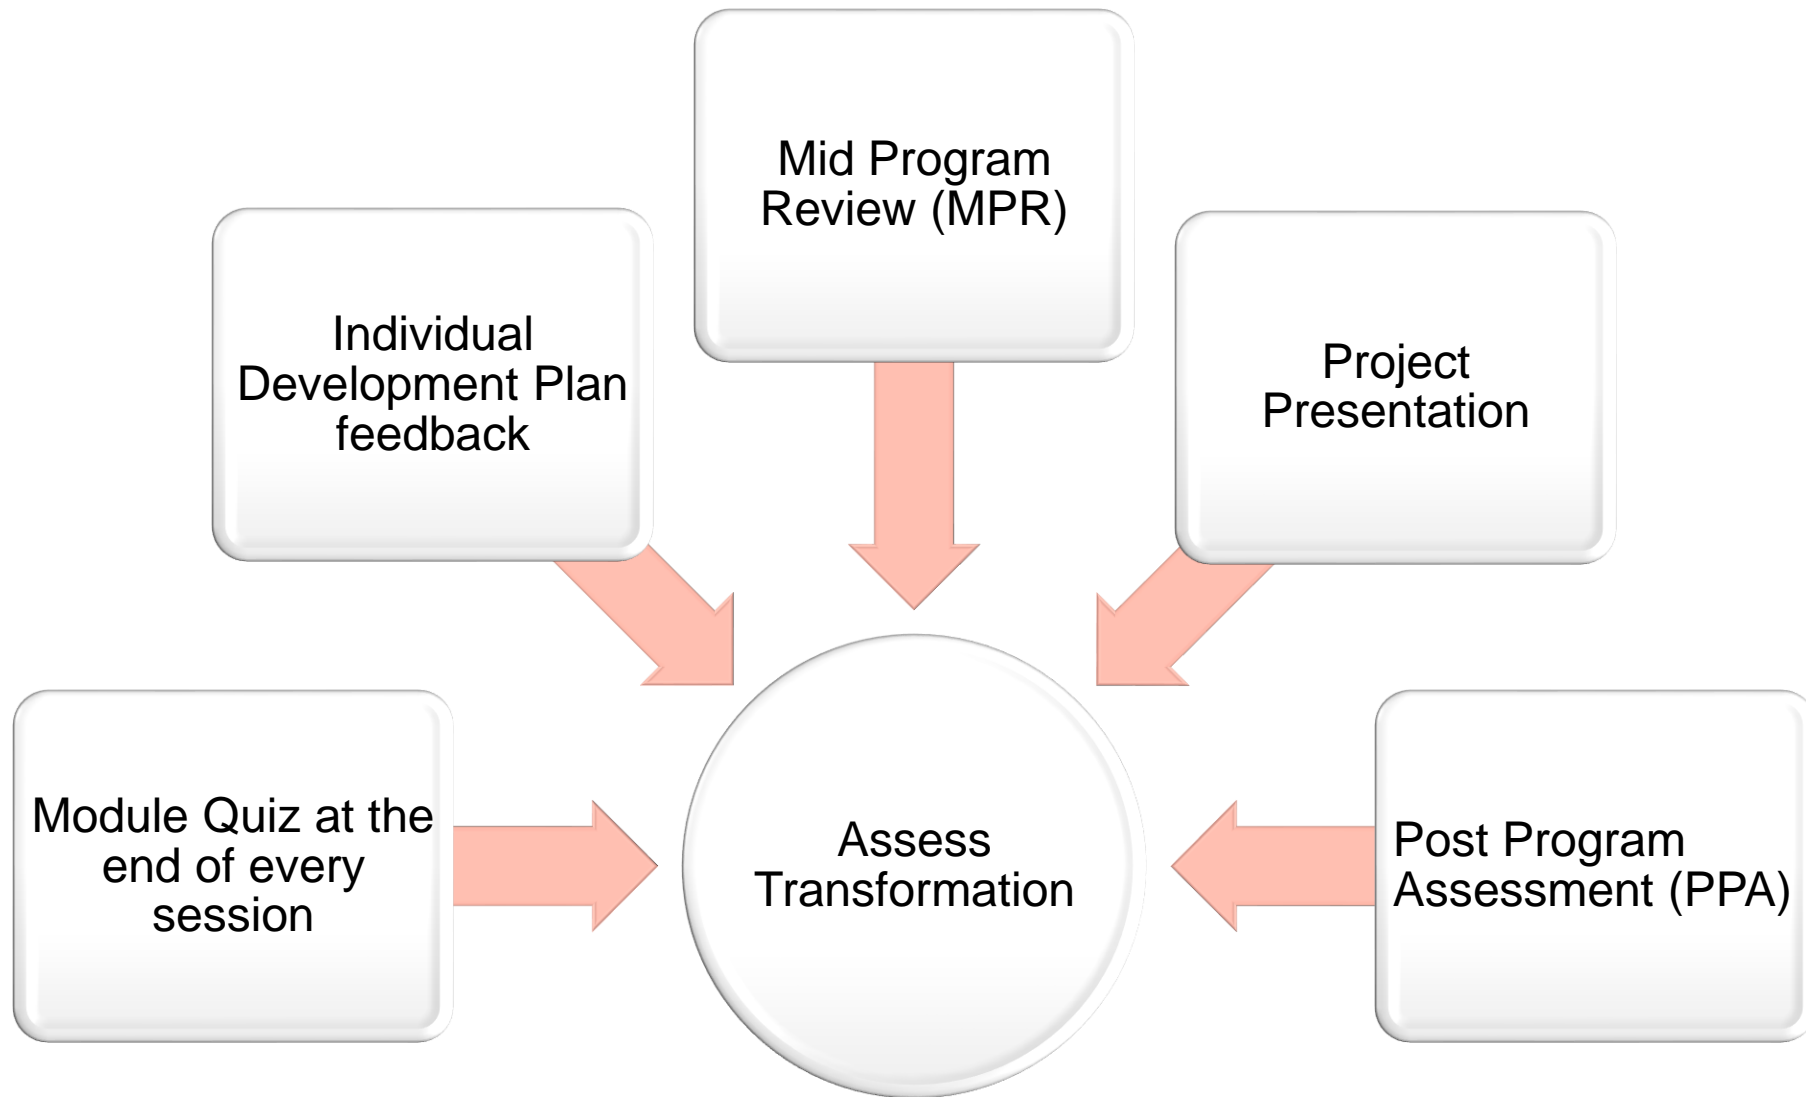 Mid Program
Review (MPR)
Individual
Development Plan
feedback
Project
Presentation
Module Quiz at the
end of every
session
Assess
Transformation
Post Program
Assessment (PPA)